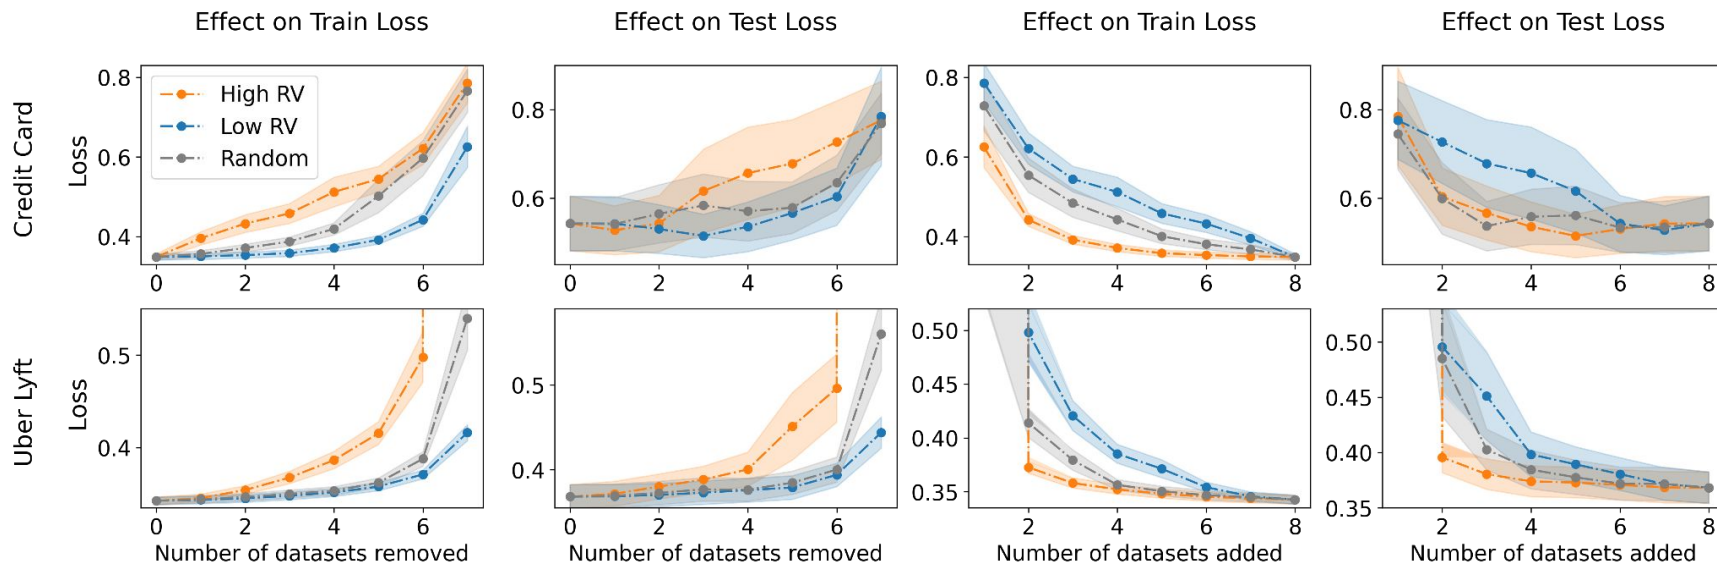 Effect on Train Loss
Effect on Test Loss
Effect on Train Loss
Effect on Test Loss
Credit Card
Loss
0.8
0.6
0.4
High RV
Low RV
Random
0 2 4 6
0.8
0.6
0 2 4 6
0.8
0.6
0.4
2 4 6 8
0.8
0.6
2 4 6 8
Uber Lyft
Loss
0.5
0.4
0 2 4 6
Number of datasets removed
0.5
0.4
0 2 4 6
Number of datasets removed
0.50
0.45
0.40
0.35
2 4 6 8
Number of datasets added
0.50
0.45
0.40
0.35
2 4 6 8
Number of datasets added